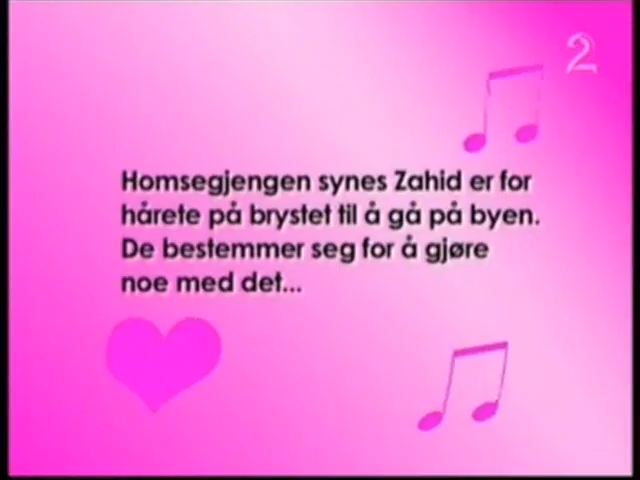 2
Homsegjengen synes Zahid er for
hårete på brystet til å gå på byen.
De bestemmer seg for å gjøre
noe med det...